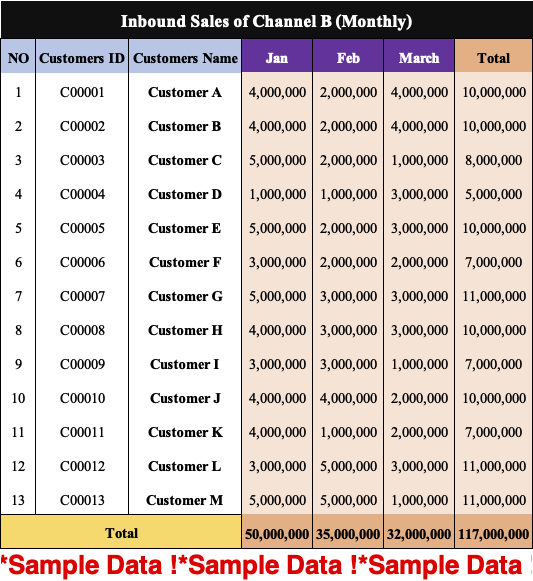 Inbound Sales of Channel B (Monthly)
NO Customers ID Customers Name Jan Feb March Total
1 C00001 Customer A 4,000,000 2,000,000 4,000,000 10,000,000
2 C00002 Customer B 4,000,000 2,000,000 4,000,000 10,000,000
3 C00003 Customer C 5,000,000 2,000,000 1,000,000 8,000,000
4 C00004 Customer D 1,000,000 1,000,000 3,000,000 5,000,000
5 C00005 Customer E 5,000,000 2,000,000 3,000,000 10,000,000
6 C00006 Customer F 3,000,000 2,000,000 2,000,000 7,000,000
7 C00007 Customer G 5,000,000 3,000,000 3,000,000 11,000,000
8 C00008 Customer H 4,000,000 3,000,000 3,000,000 10,000,000
9 C00009 Customer I 3,000,000 3,000,000 1,000,000 7,000,000
10 C00010 Customer J 4,000,000 4,000,000 2,000,000 10,000,000
11 C00011 Customer K 4,000,000 1,000,000 2,000,000 7,000,000
12 C00012 Customer L 3,000,000 5,000,000 3,000,000 11,000,000
13 C00013 Customer M 5,000,000 5,000,000 1,000,000 11,000,000
Total 50,000,000 35,000,000 32,000,000 117,000,000
*Sample Data !*Sample Data !*Sample Data !